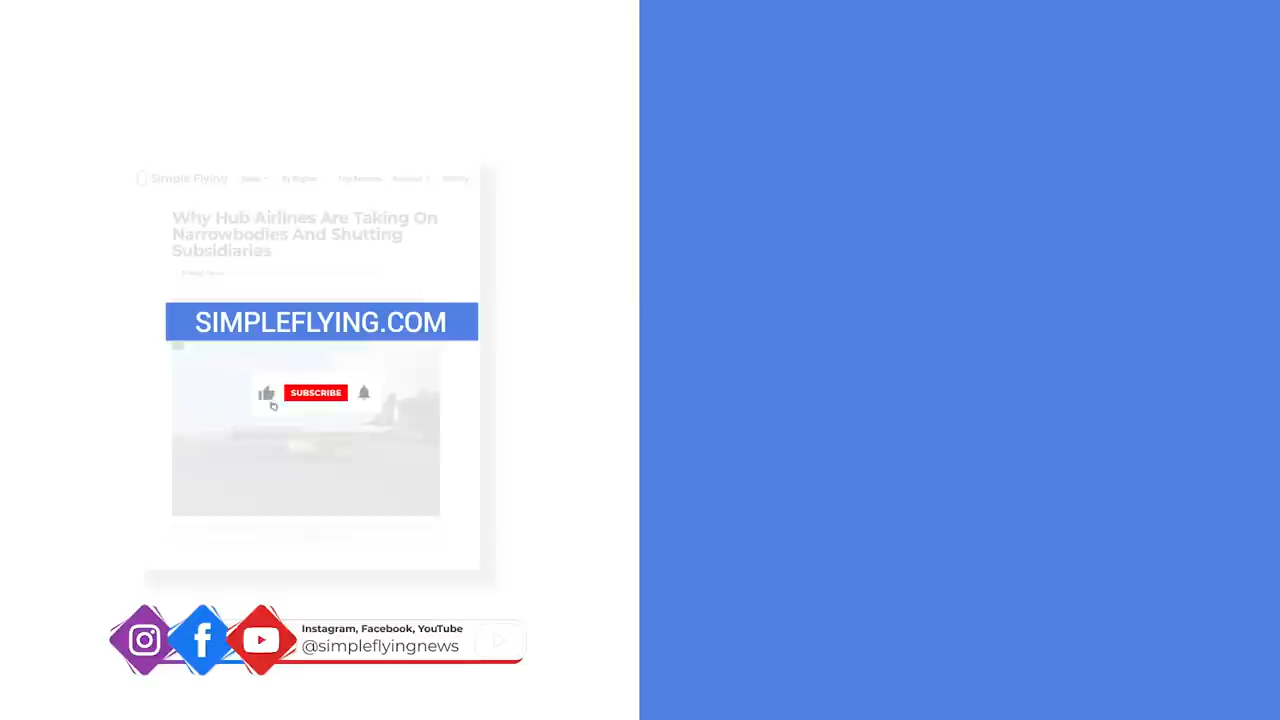 Simple Flying
Why Hub Airlines Are Taking On
Narrowbodies And Shutting
Subsidiaries
SIMPLEFLYING.COM
SUBSCRIBE
Instagram, Facebook, YouTube
@simpleflyingnews